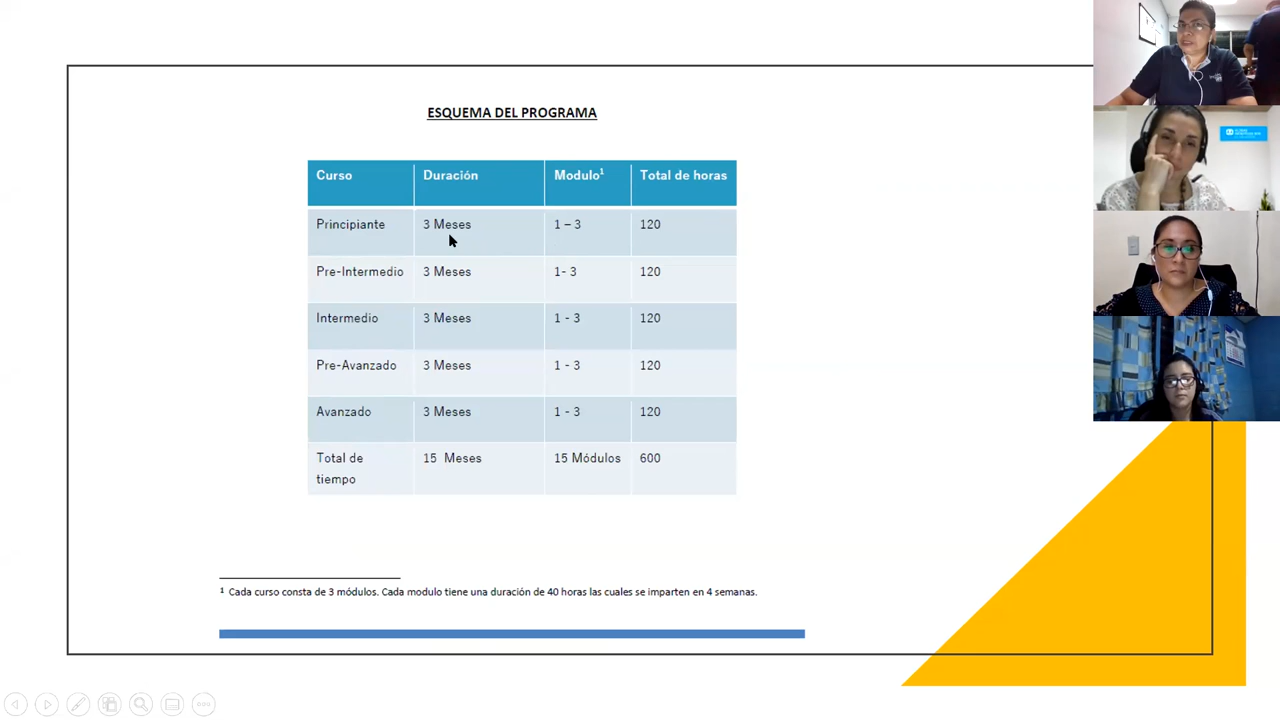 ESQUEMA DEL PROGRAMA
Curso Duración Modulo¹ Total de horas
Principiante 3 Meses 1 – 3 120
Pre-Intermedio 3 Meses 1- 3 120
Intermedio 3 Meses 1 - 3 120
Pre-Avanzado 3 Meses 1 - 3 120
Avanzado 3 Meses 1 - 3 120
Total de tiempo 15 Meses 15 Módulos 600
¹ Cada curso consta de 3 módulos. Cada modulo tiene una duración de 40 horas las cuales se imparten en 4 semanas.